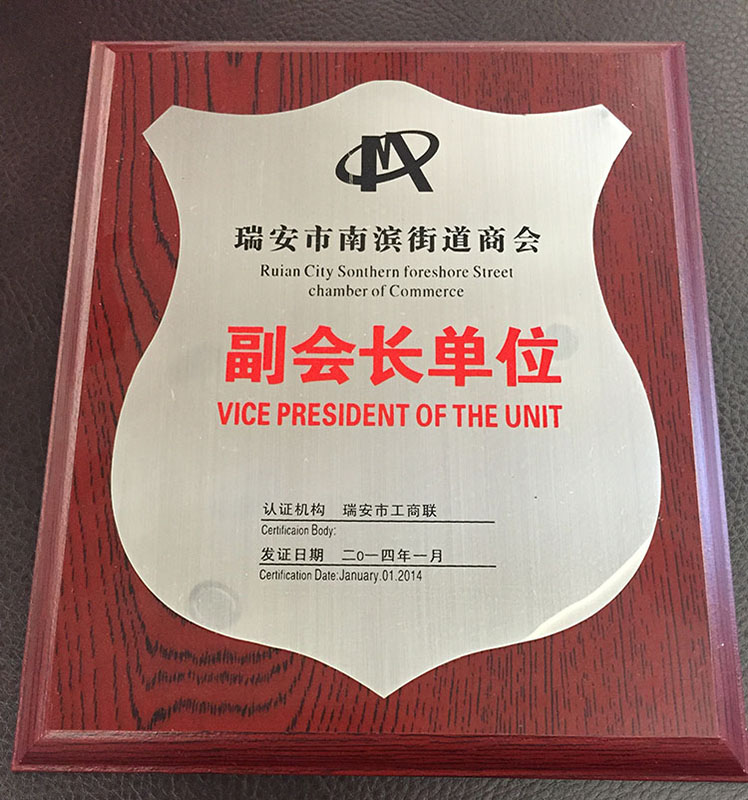 瑞安市南滨街道商会
Ruian City Sonthern foreshore Street
chamber of Commerce
副会长单位
VICE PRESIDENT OF THE UNIT
认证机构 瑞安市工商联
Certificaion Body:
发证日期 二o一四年一月
Certification Date:January.01.2014